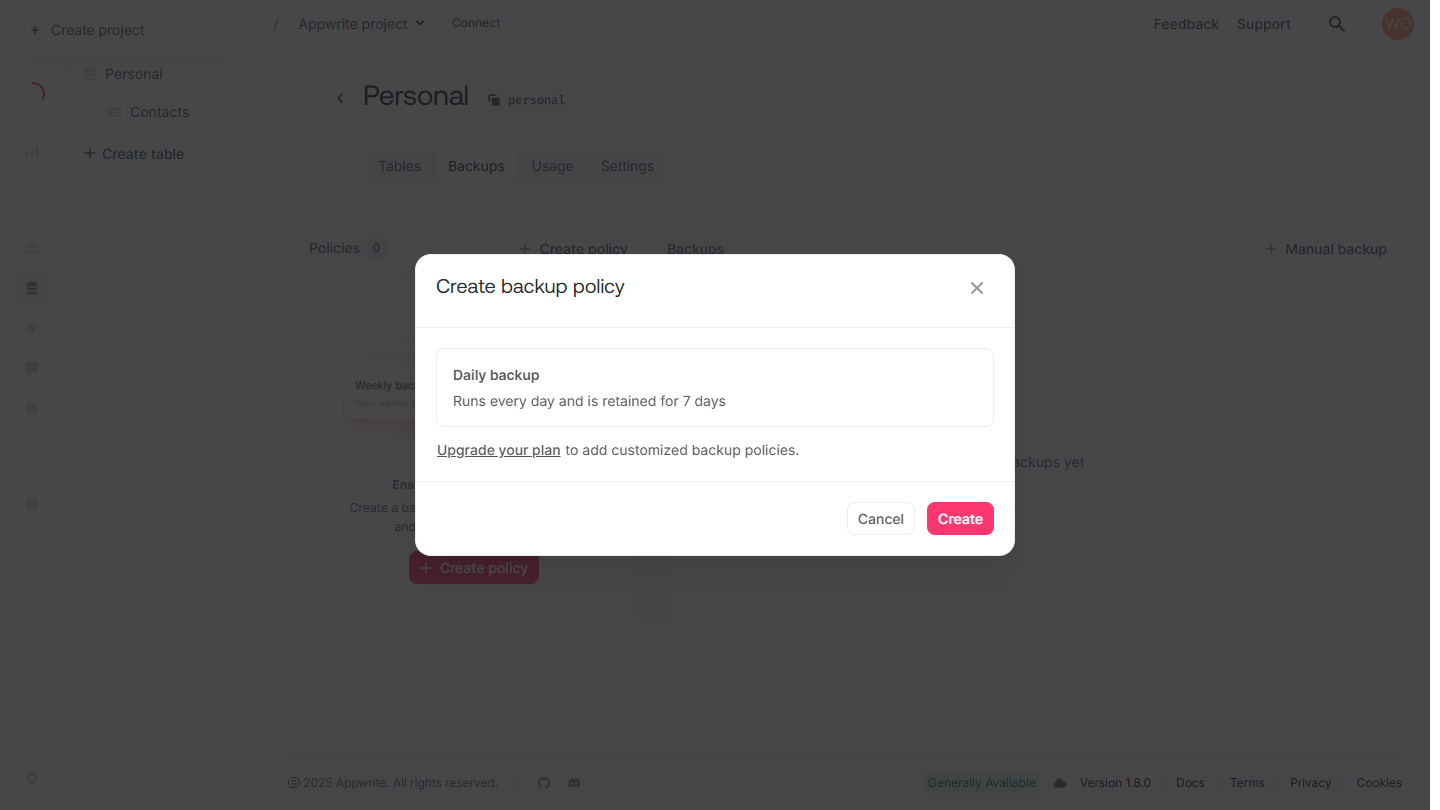 + Create project
/ Appwrite project
Connect
Feedback
Support
WO
Personal
Contacts
+ Create table
Personal
personal
Tables
Backups
Usage
Settings
Policies 0
+ Create policy
Backups
+ Manual backup
Create backup policy
Daily backup
Runs every day and is retained for 7 days
Upgrade your plan to add customized backup policies.
Cancel
Create
Weekly bac
Runs weekly
Ens
Create a ba
and
ackups yet
+ Create policy
© 2025 Appwrite. All rights reserved.
Generally Available
Version 1.8.0
Docs
Terms
Privacy
Cookies